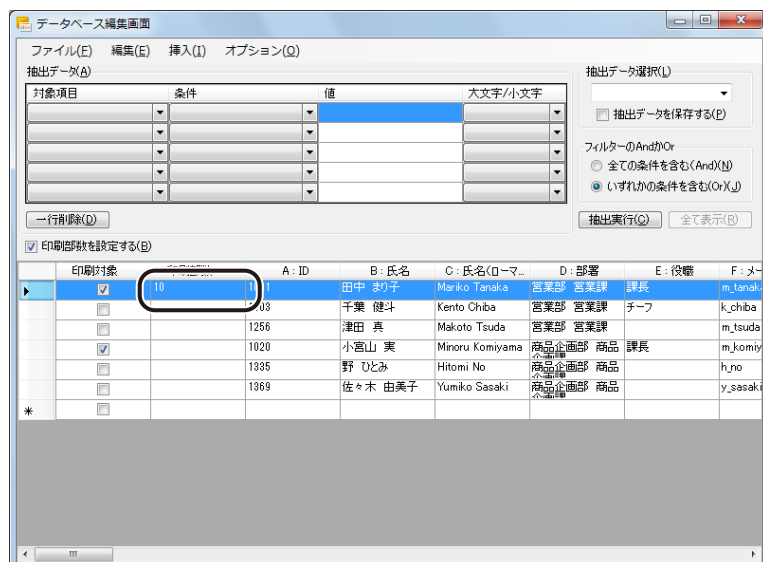 データベース編集画面
ファイル(F) 編集(E) 挿入(I) オプション(O)
抽出データ(A)
対象項目 条件 値 大文字/小文字
抽出データ選択(L)
抽出データを保存する(P)
フィルターのAndかOr
全ての条件を含む(And)(N)
いずれかの条件を含む(Or)(J)
一行削除(D) 抽出実行(C) 全て表示(R)
印刷部数を設定する(B)
印刷対象 A : ID B : 氏名 C : 氏名(ローマ... D : 部署 E : 役職 F : メー
10 田中 まり子 Mariko Tanaka 営業部 営業課 課長 m_tanak
千葉 健斗 Kento Chiba 営業部 営業課 チーフ k_chiba
1256 津田 真 Makoto Tsuda 営業部 営業課 m_tsuda
1020 小宮山 実 Minoru Komiyama 商品企画部 商品 課長 m_komiy
1335 野 ひとみ Hitomi No 商品企画部 商品 h_no
1369 佐々木 由美子 Yumiko Sasaki 商品企画部 商品 y_sasaki